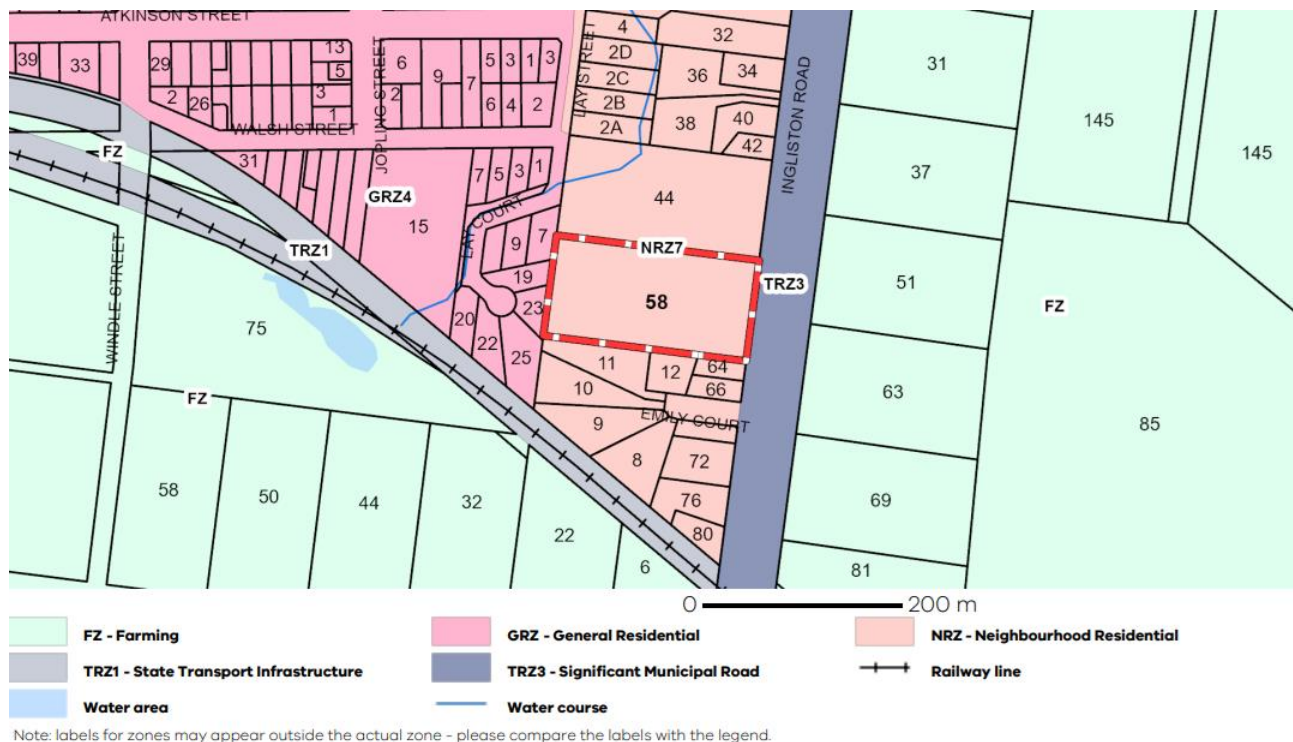 ATKINSON STREET
4
32
LAY STREET
2D
INGLISTON ROAD
31
13
JOPLING STREET
39
33
29
5
6
9
7
5
3
1
3
2C
36
34
145
145
2
26
3
2
6
4
2
2B
1
2A
38
40
37
WALSH STREET
42
FZ
31
GRZ4
7
5
3
1
44
15
LAY COURT
9
7
NRZ7
TRZ1
WINDLE STREET
19
58
TRZ3
51
FZ
23
75
20
22
25
11
12
64
66
63
85
FZ
10
EMILY COURT
9
8
72
58
50
44
32
76
69
22
80
6
81
0 200 m
FZ - Farming
GRZ - General Residential
NRZ - Neighbourhood Residential
TRZ1 - State Transport Infrastructure
TRZ3 - Significant Municipal Road
Railway line
Water area
Water course
Note: labels for zones may appear outside the actual zone - please compare the labels with the legend.